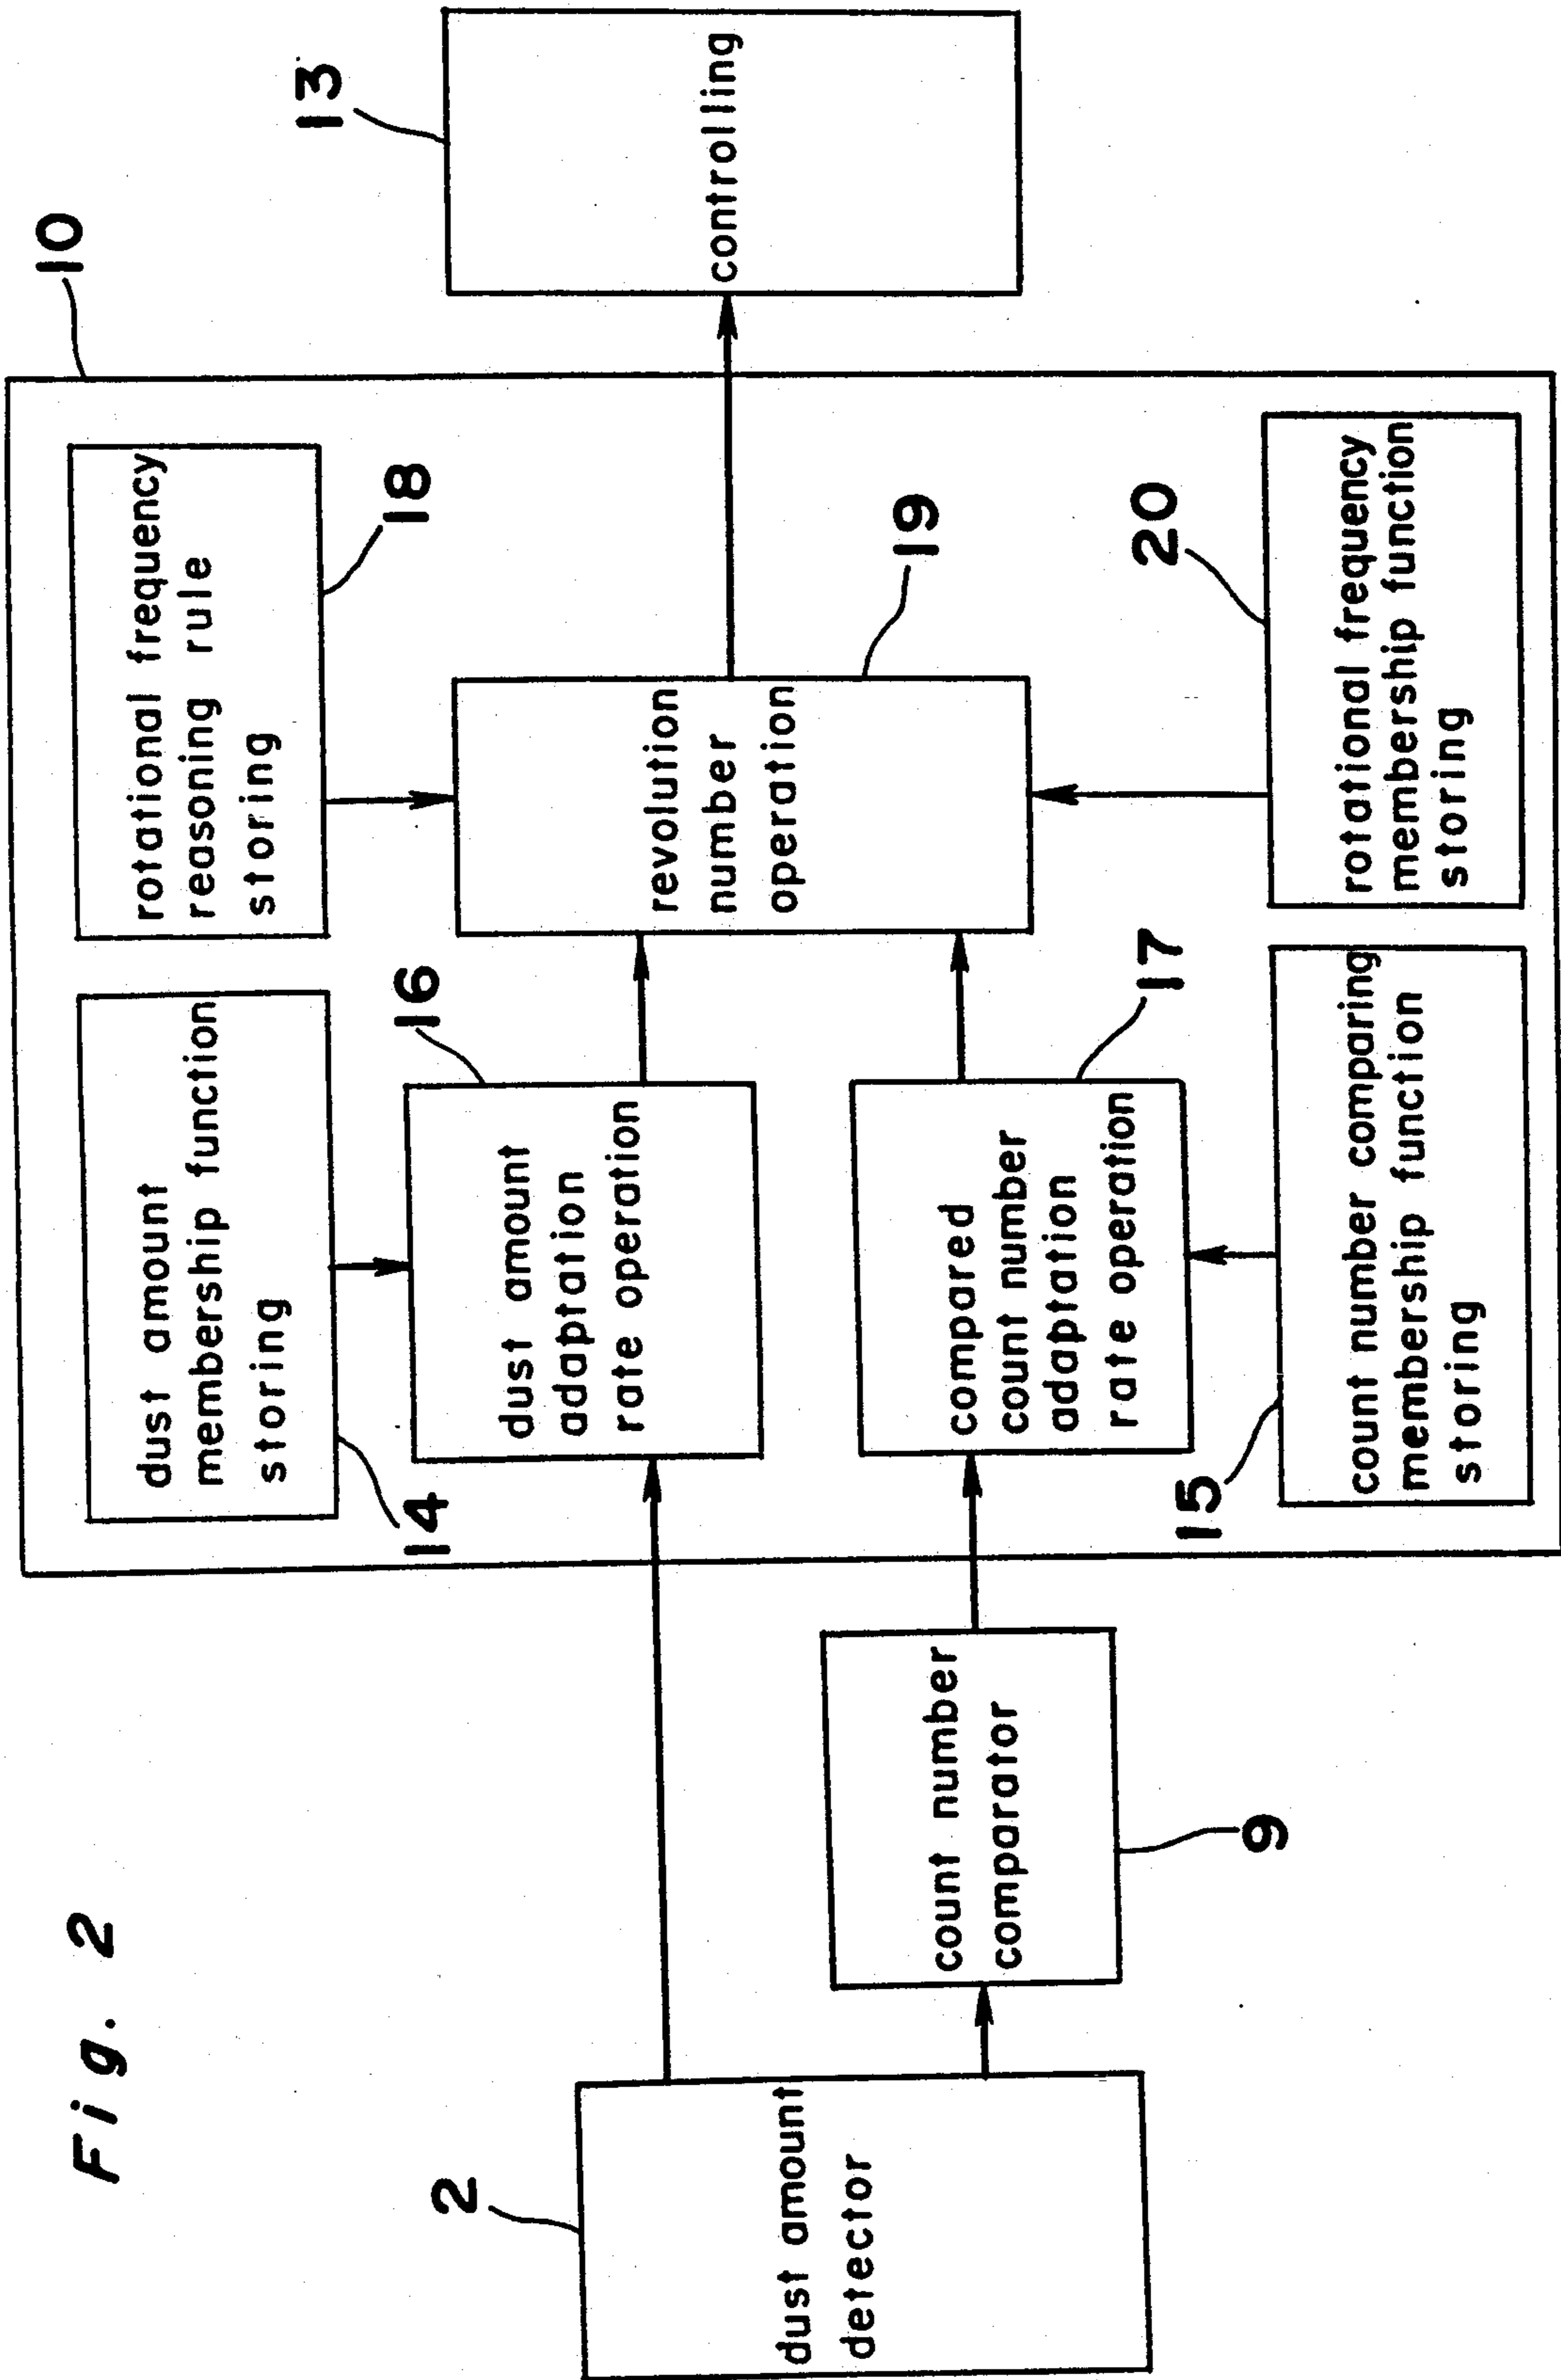 Fig. 2
2
dust amount
detector
count number
comparator
9
10
dust amount
membership function
storing
14
dust amount
adaptation
rate operation
16
compared
count number
adaptation
rate operation
17
count number comparing
membership function
storing
15
rotational frequency
reasoning rule
storing
18
revolution
number
operation
19
rotational frequency
membership function
storing
20
controlling
13